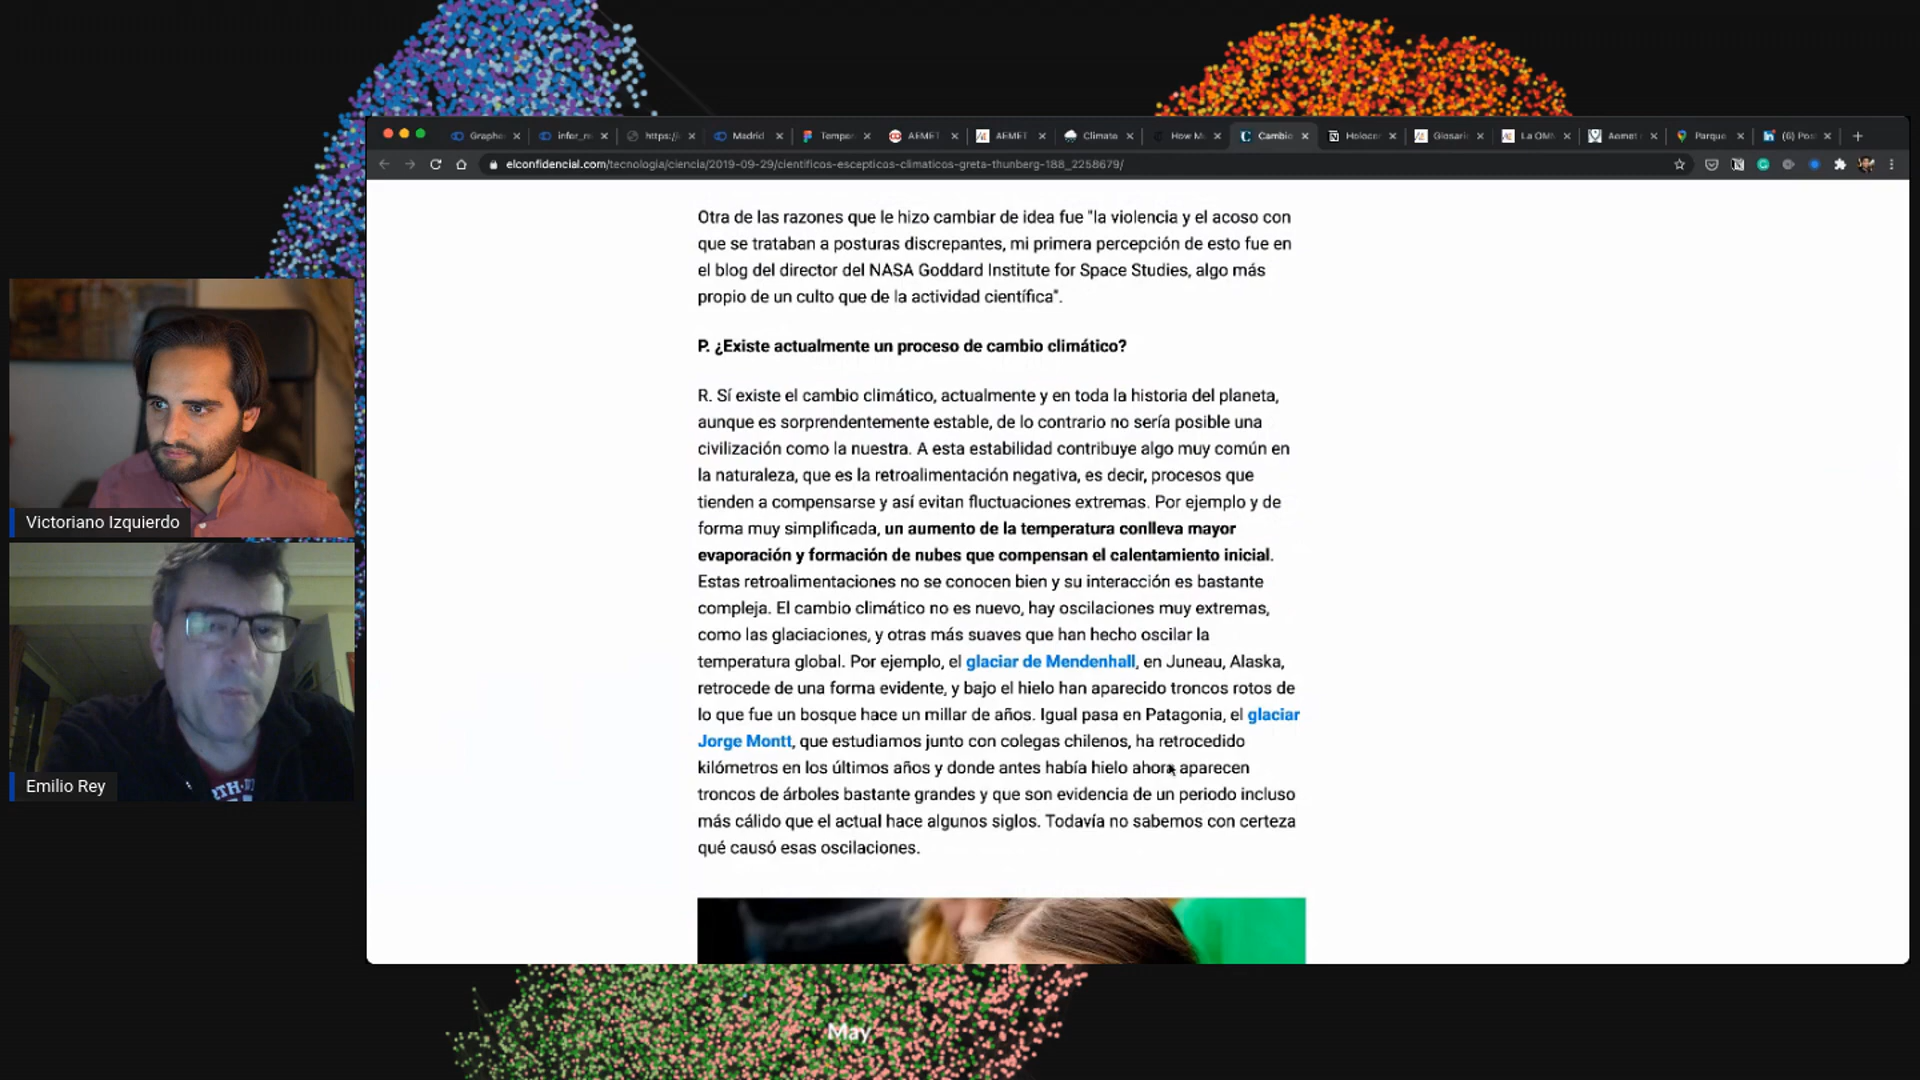 Graphe
infer_re
https://
Madrid
Temper
AEMET
AEMET
Climate
How M
Cambio
Holocen
Glosario
La OMM
Aemet
Parque
(6) Pos
elconfidencial.com/tecnologia/ciencia/2019-09-29/cientificos-escepticos-climaticos-greta-thunberg-188_2258679/
Otra de las razones que le hizo cambiar de idea fue "la violencia y el acoso con
que se trataban a posturas discrepantes, mi primera percepción de esto fue en
el blog del director del NASA Goddard Institute for Space Studies, algo más
propio de un culto que de la actividad científica".
P. ¿Existe actualmente un proceso de cambio climático?
R. Sí existe el cambio climático, actualmente y en toda la historia del planeta,
aunque es sorprendentemente estable, de lo contrario no sería posible una
civilización como la nuestra. A esta estabilidad contribuye algo muy común en
la naturaleza, que es la retroalimentación negativa, es decir, procesos que
tienden a compensarse y así evitan fluctuaciones extremas. Por ejemplo y de
forma muy simplificada, un aumento de la temperatura conlleva mayor
evaporación y formación de nubes que compensan el calentamiento inicial.
Estas retroalimentaciones no se conocen bien y su interacción es bastante
compleja. El cambio climático no es nuevo, hay oscilaciones muy extremas,
como las glaciaciones, y otras más suaves que han hecho oscilar la
temperatura global. Por ejemplo, el glaciar de Mendenhall, en Juneau, Alaska,
retrocede de una forma evidente, y bajo el hielo han aparecido troncos rotos de
lo que fue un bosque hace un millar de años. Igual pasa en Patagonia, el glaciar
Jorge Montt, que estudiamos junto con colegas chilenos, ha retrocedido
kilómetros en los últimos años y donde antes había hielo ahora aparecen
troncos de árboles bastante grandes y que son evidencia de un periodo incluso
más cálido que el actual hace algunos siglos. Todavía no sabemos con certeza
qué causó esas oscilaciones.
Victoriano Izquierdo
Emilio Rey
May